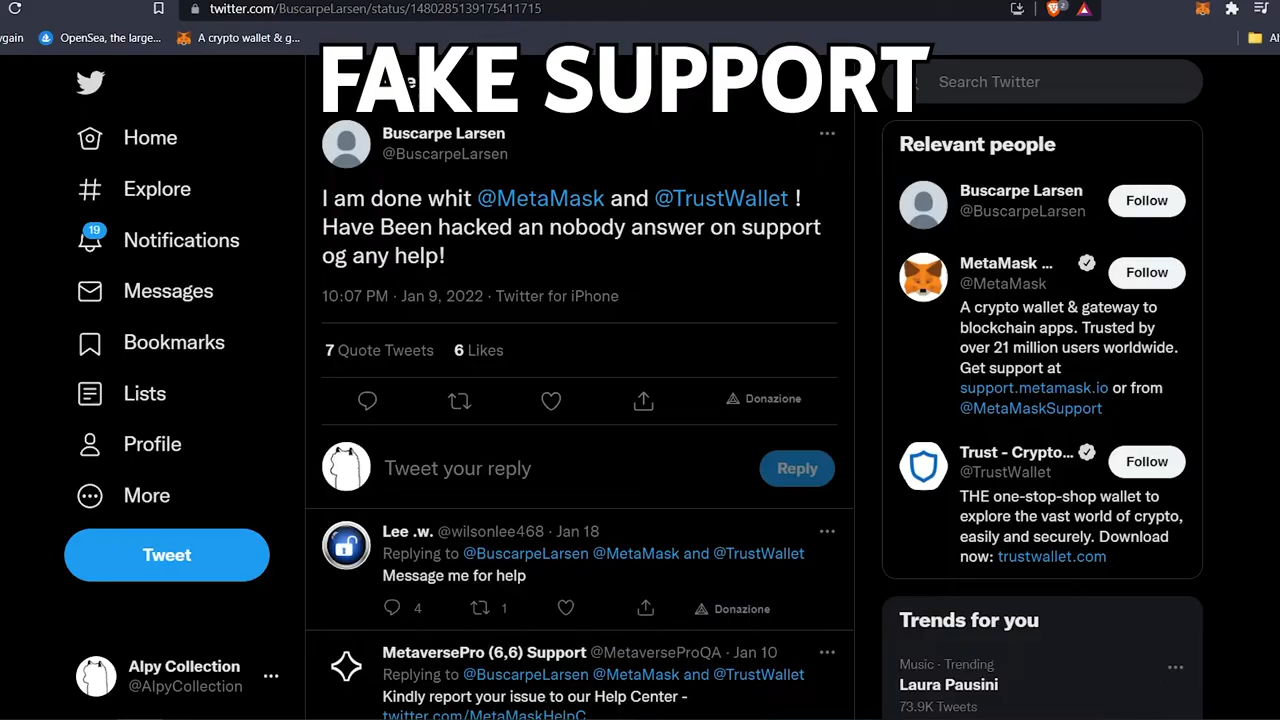 twitter.com/BuscarpeLarsen/status/1480285139175411715
2
ygain
OpenSea, the large...
A crypto wallet & g...
FAKE SUPPORT
Search Twitter
Home
Explore
19
Notifications
Messages
Bookmarks
Lists
Profile
More
Tweet
Alpy Collection
@AlpyCollection
Buscarpe Larsen
@BuscarpeLarsen
I am done whit @MetaMask and @TrustWallet !
Have Been hacked an nobody answer on support
og any help!
10:07 PM · Jan 9, 2022 · Twitter for iPhone
7 Quote Tweets 6 Likes
Donazione
Tweet your reply
Reply
Lee .w. @wilsonlee468 · Jan 18
Replying to @BuscarpeLarsen @MetaMask and @TrustWallet
Message me for help
4 1 Donazione
MetaversePro (6,6) Support @MetaverseProQA · Jan 10
Replying to @BuscarpeLarsen @MetaMask and @TrustWallet
Kindly report your issue to our Help Center -
twitter.com/MetaMaskHelpC
Relevant people
Buscarpe Larsen
@BuscarpeLarsen
Follow
MetaMask ...
@MetaMask
Follow
A crypto wallet & gateway to
blockchain apps. Trusted by
over 21 million users worldwide.
Get support at
support.metamask.io or from
@MetaMaskSupport
Trust - Crypto...
@TrustWallet
Follow
THE one-stop-shop wallet to
explore the vast world of crypto,
easily and securely. Download
now: trustwallet.com
Trends for you
Music · Trending
Laura Pausini
73.9K Tweets